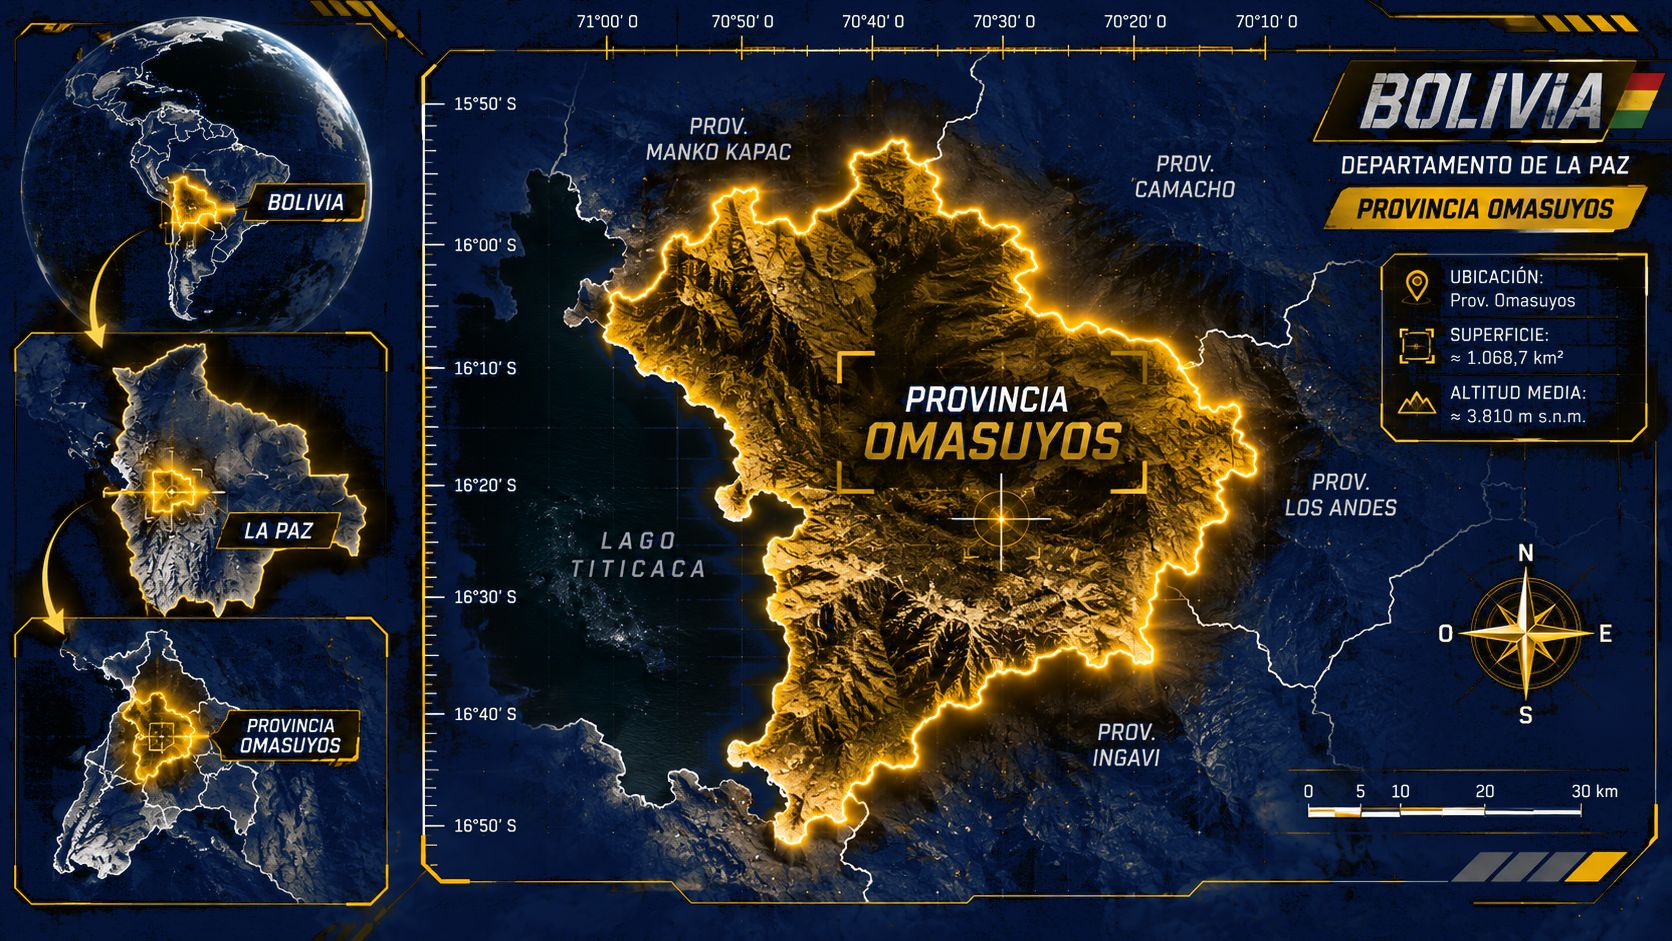 71°00' O
70°50' O
70°40' O
70°30' O
70°20' O
70°10' O
15°50' S
16°00' S
16°10' S
16°20' S
16°30' S
16°40' S
16°50' S
BOLIVIA
LA PAZ
PROVINCIA
OMASUYOS
PROV.
MANKO KAPAC
PROV.
CAMACHO
PROVINCIA
OMASUYOS
LAGO
TITICACA
PROV.
LOS ANDES
PROV.
INGAVI
BOLIVIA
DEPARTAMENTO DE LA PAZ
PROVINCIA OMASUYOS
UBICACIÓN:
Prov. Omasuyos
SUPERFICIE:
≈ 1.068,7 km²
ALTITUD MEDIA:
≈ 3.810 m s.n.m.
N
O
E
S
0 5 10 20 30 km